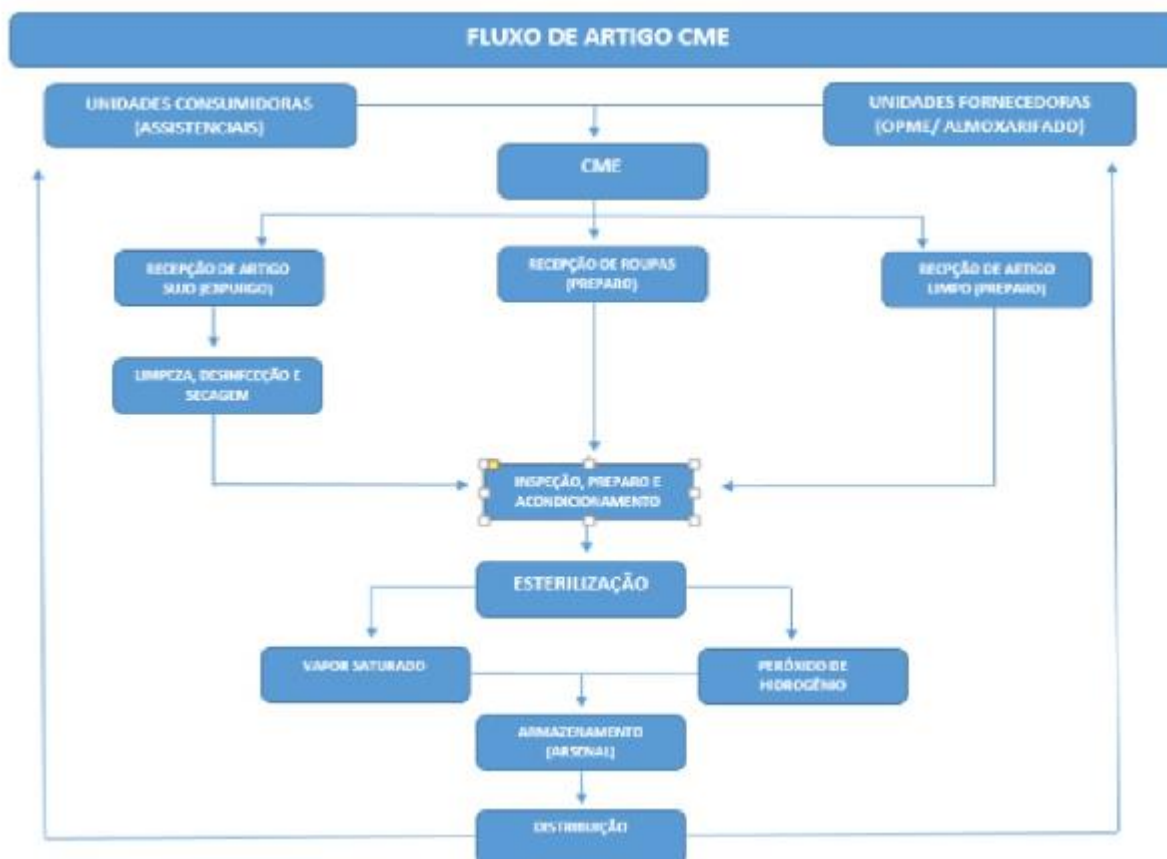 FLUXO DE ARTIGO CME
UNIDADES CONSUMIDORAS
(ASSISTENCIAIS)
UNIDADES FORNECEDORAS
(OPME/ ALMOXARIFADO)
CME
RECEPÇÃO DE ARTIGO
SUJO (EXPURGO)
RECEPÇÃO DE ROUPAS
(PREPARO)
RECPÇÃO DE ARTIGO
LIMPO (PREPARO)
LIMPEZA, DESINFECÇÃO E
SECAGEM
INSPEÇÃO, PREPARO E
ACONDICIONAMENTO
ESTERILIZAÇÃO
VAPOR SATURADO
PERÓXIDO DE
HIDROGÊNIO
ARMAZENAMENTO
(ARSENAL)
DISTRIBUIÇÃO